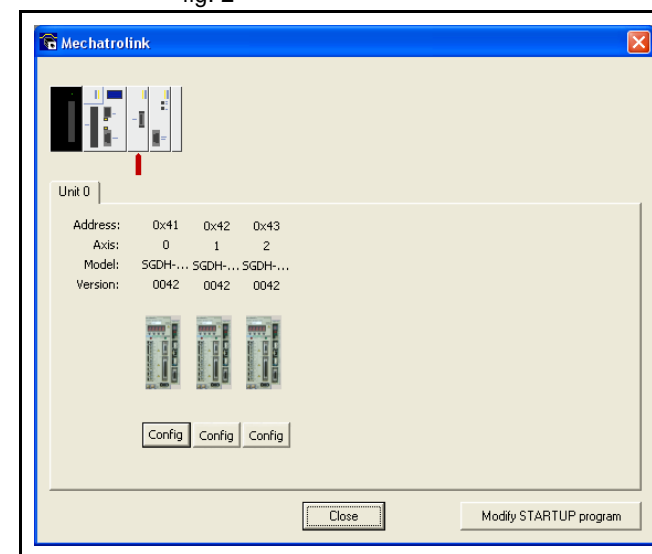 fig. 2
Mechatrolink
Unit 0
Address: 0x41 0x42 0x43
Axis: 0 1 2
Model: SGDH-... SGDH-... SGDH-...
Version: 0042 0042 0042
Config Config Config
Close Modify STARTUP program